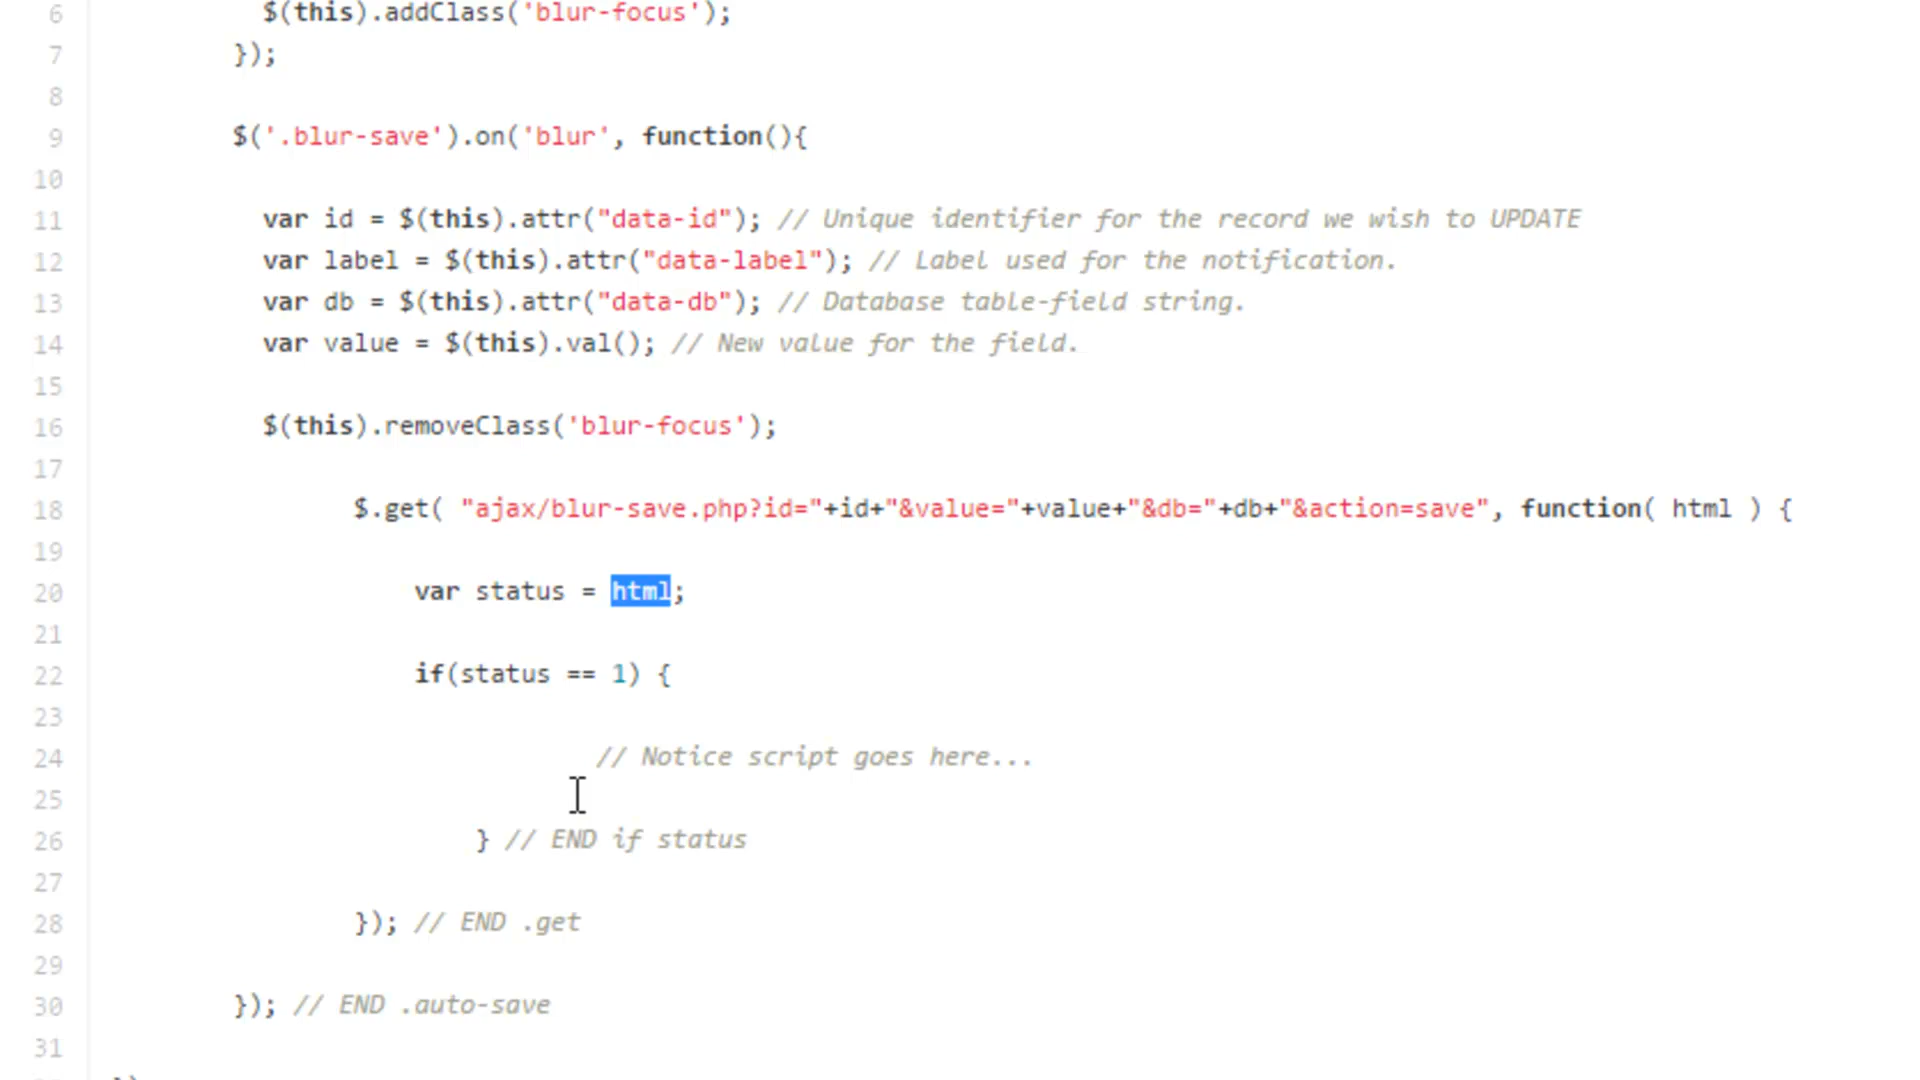 6 $(this).addClass('blur-focus');
7 });
8
9 $('.blur-save').on('blur', function(){
10
11 var id = $(this).attr("data-id"); // Unique identifier for the record we wish to UPDATE
12 var label = $(this).attr("data-label"); // Label used for the notification.
13 var db = $(this).attr("data-db"); // Database table-field string.
14 var value = $(this).val(); // New value for the field.
15
16 $(this).removeClass('blur-focus');
17
18 $.get( "ajax/blur-save.php?id="+id+"&value="+value+"&db="+db+"&action=save", function( html ) {
19
20 var status = html;
21
22 if(status == 1) {
23
24 // Notice script goes here...
25
26 } // END if status
27
28 }); // END .get
29
30 }); // END .auto-save
31